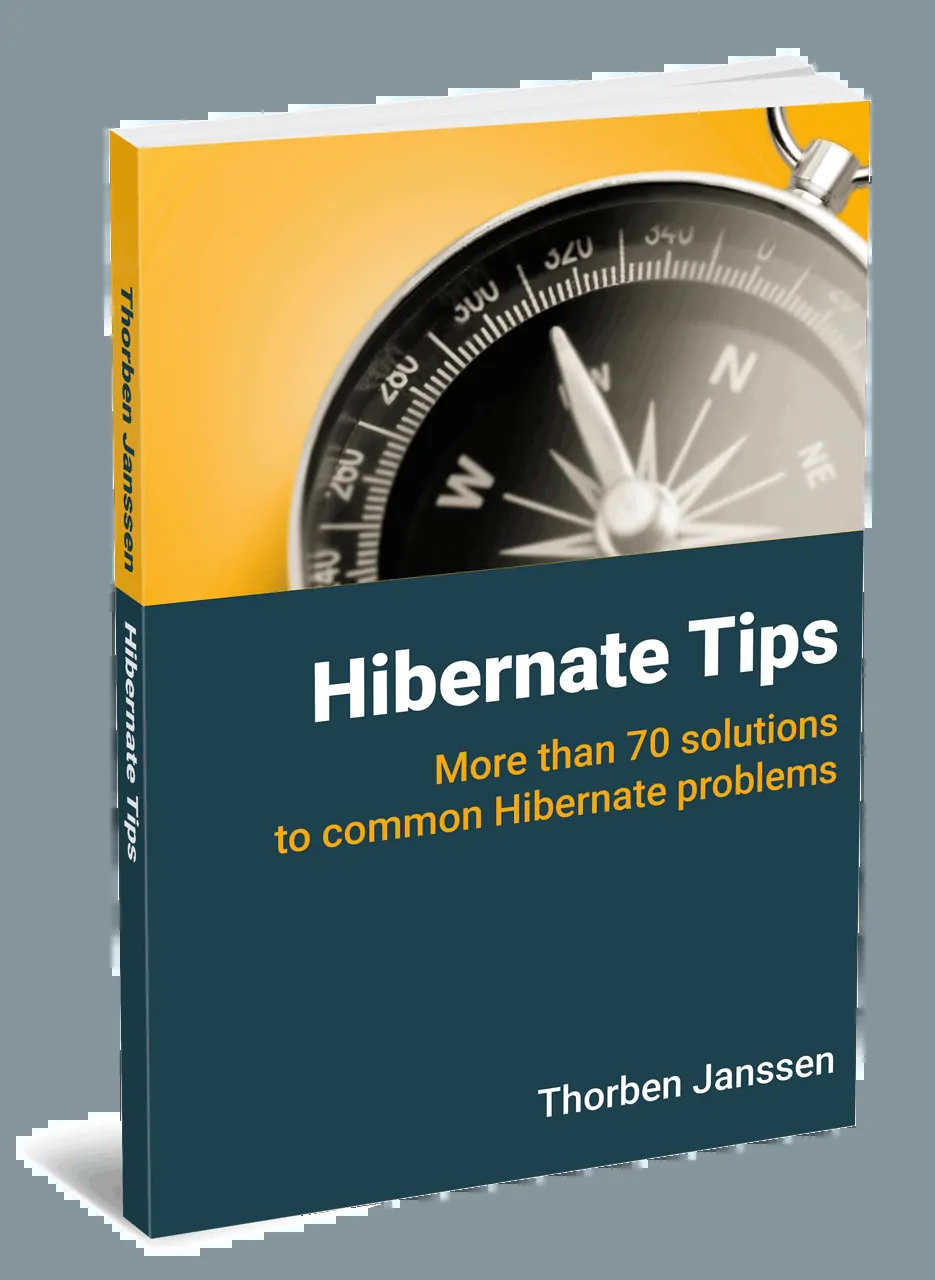 Thorben Janssen
Hibernate Tips
320
340
0
300
280
260
N
W
NE
Hibernate Tips
More than 70 solutions
to common Hibernate problems
Thorben Janssen